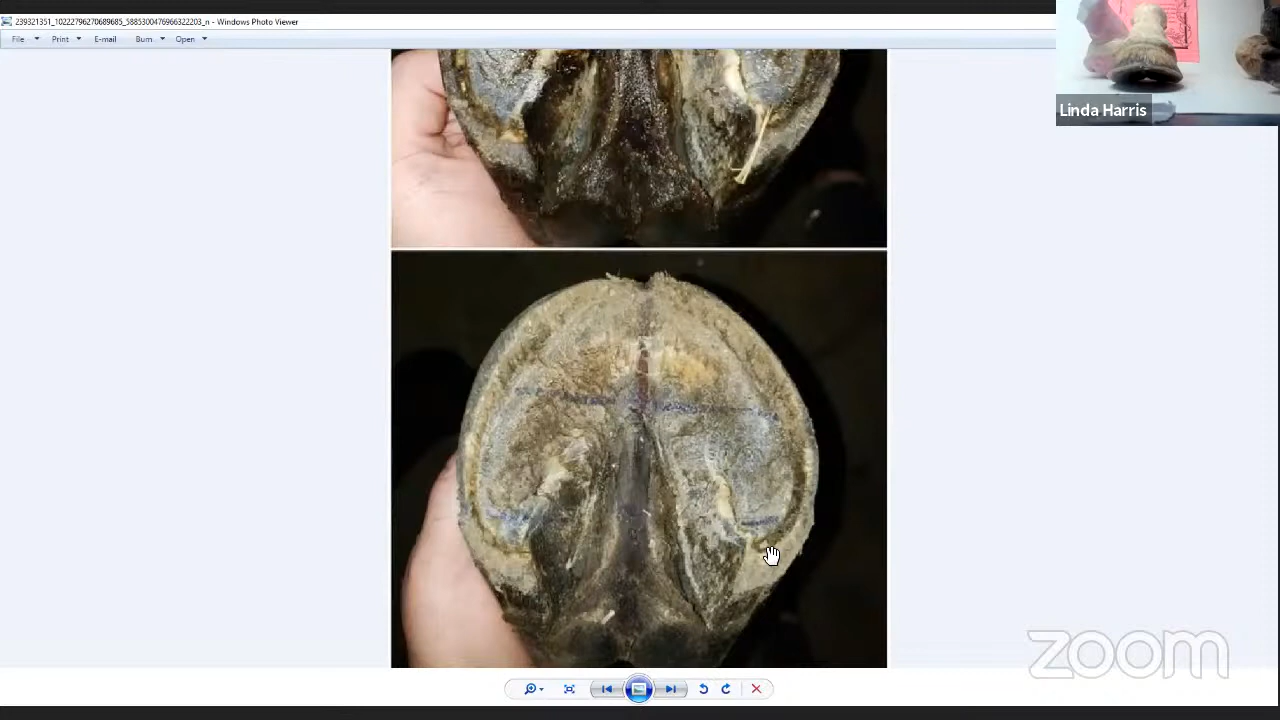 239321351_10222796270689685_5885300476966322203_n - Windows Photo Viewer
File Print E-mail Burn Open
Linda Harris
zoom